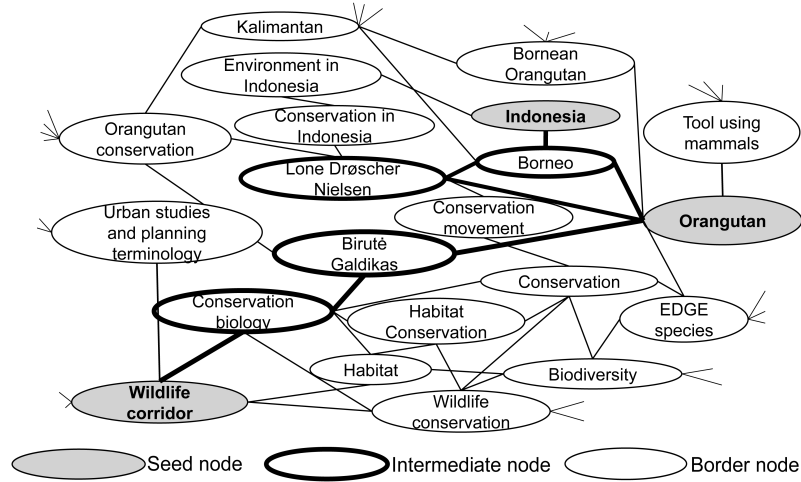 Kalimantan
Bornean
Orangutan
Environment in
Indonesia
Indonesia
Conservation in
Indonesia
Tool using
mammals
Orangutan
conservation
Lone Drøscher
Nielsen
Borneo
Urban studies
and planning
terminology
Conservation
movement
Orangutan
Birutė
Galdikas
Conservation
Conservation
biology
Habitat
Conservation
EDGE
species
Habitat
Biodiversity
Wildlife
corridor
Wildlife
conservation
Seed node
Intermediate node
Border node